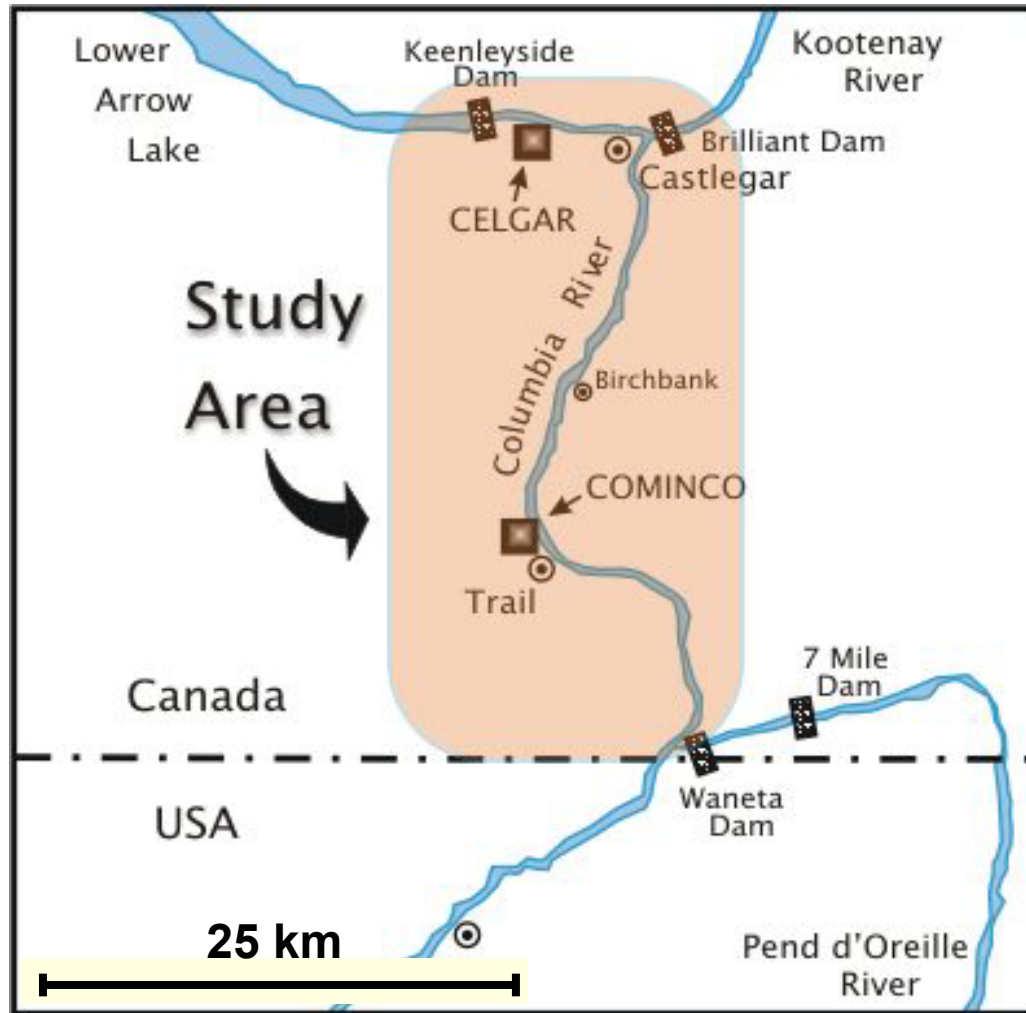 Lower
Arrow
Lake
Keenleyside
Dam
Kootenay
River
Brilliant Dam
Castlegar
CELGAR
Study
Area
Columbia River
Birchbank
COMINCO
Trail
7 Mile
Dam
Canada
USA
Waneta
Dam
25 km
Pend d'Oreille
River